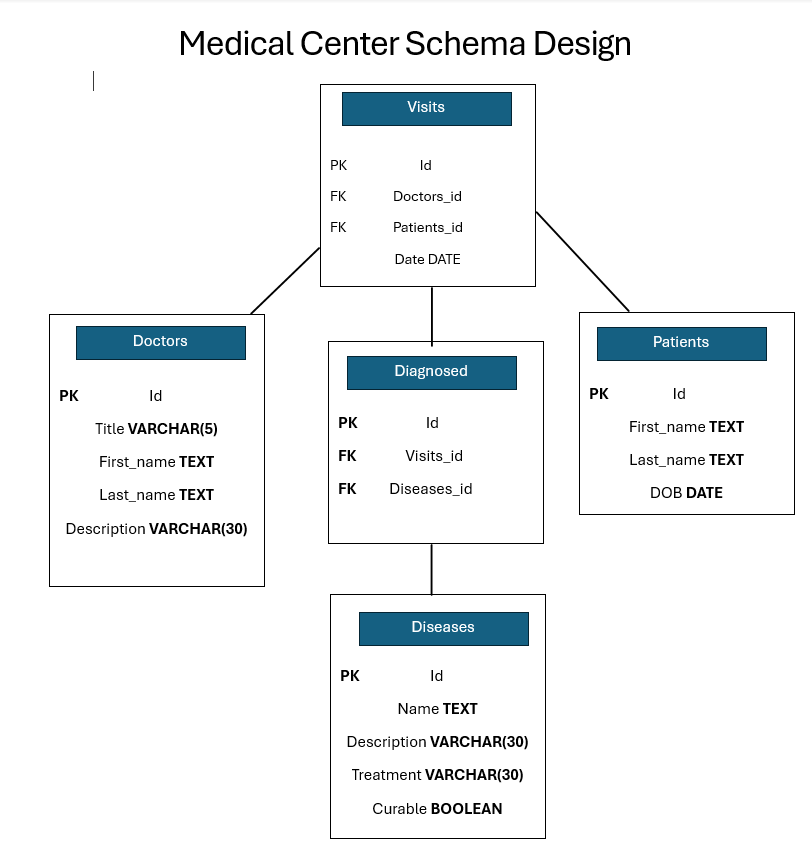 Medical Center Schema Design
Visits
PK Id
FK Doctors_id
FK Patients_id
Date DATE
Doctors
PK Id
Title VARCHAR(5)
First_name TEXT
Last_name TEXT
Description VARCHAR(30)
Diagnosed
PK Id
FK Visits_id
FK Diseases_id
Patients
PK Id
First_name TEXT
Last_name TEXT
DOB DATE
Diseases
PK Id
Name TEXT
Description VARCHAR(30)
Treatment VARCHAR(30)
Curable BOOLEAN